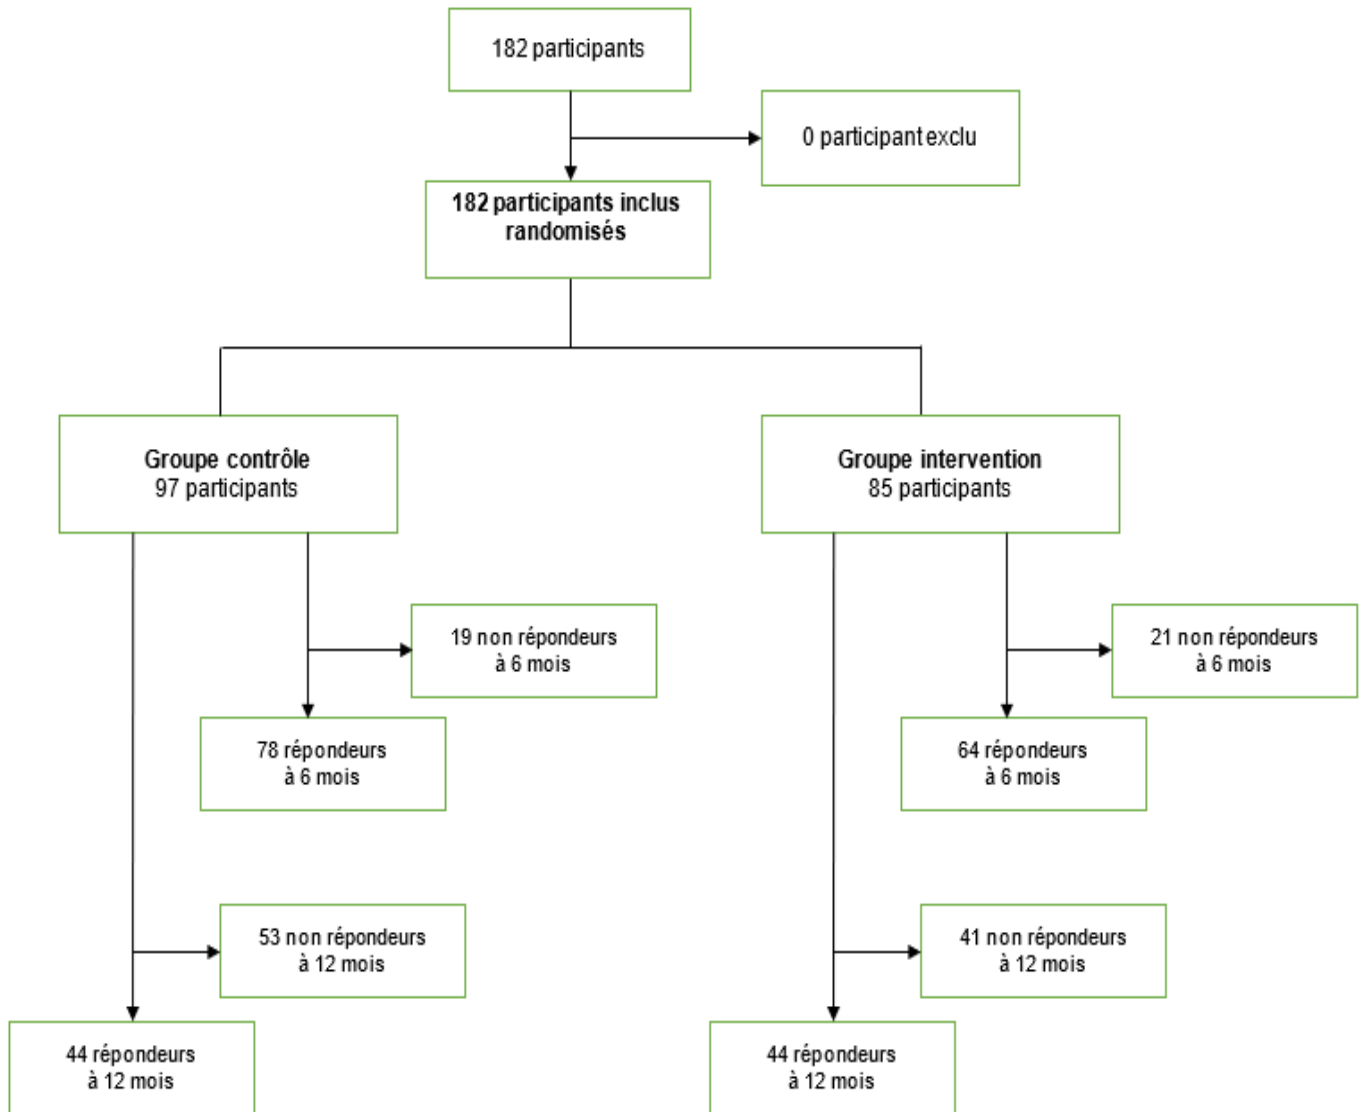 182 participants
0 participant exclu
182 participants inclus
randomisés
Groupe contrôle
97 participants
Groupe intervention
85 participants
19 non répondeurs
à 6 mois
21 non répondeurs
à 6 mois
78 répondeurs
à 6 mois
64 répondeurs
à 6 mois
53 non répondeurs
à 12 mois
41 non répondeurs
à 12 mois
44 répondeurs
à 12 mois
44 répondeurs
à 12 mois